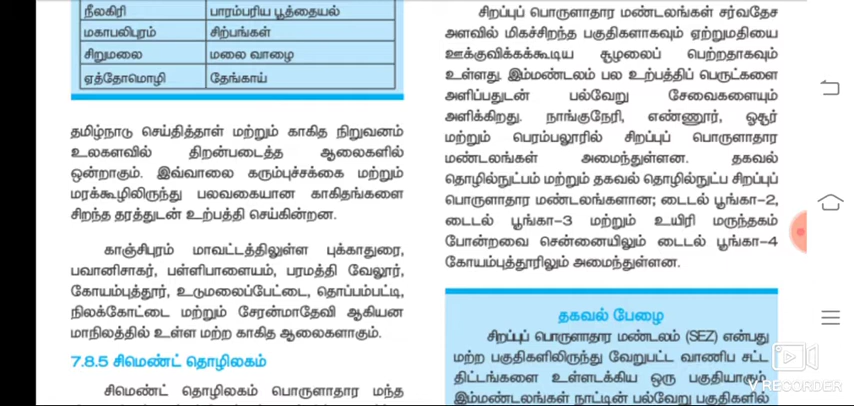 நீலகிரி பாரம்பரிய பூத்தையல்
மகாபலிபுரம் சிற்பங்கள்
சிறுமலை மலை வாழை
ஏத்தோமொழி தேங்காய்
தமிழ்நாடு செய்தித்தாள் மற்றும் காகித நிறுவனம்
உலகளவில் திறன்படைத்த ஆலைகளில்
ஒன்றாகும். இவ்வாலை கரும்புச்சக்கை மற்றும்
மரக்கூழிலிருந்து பலவகையான காகிதங்களை
சிறந்த தரத்துடன் உற்பத்தி செய்கின்றன.
காஞ்சிபுரம் மாவட்டத்திலுள்ள புக்காதுரை,
பவானிசாகர், பள்ளிபாளையம், பரமத்தி வேலூர்,
கோயம்புத்தூர், உடுமலைப்பேட்டை, தொப்பம்பட்டி,
நிலக்கோட்டை மற்றும் சேரன்மாதேவி ஆகியன
மாநிலத்தில் உள்ள மற்ற காகித ஆலைகளாகும்.
7.8.5 சிமெண்ட் தொழிலகம்
சிமெண்ட் தொழிலகம் பொருளாதார மந்த
சிறப்புப் பொருளாதார மண்டலங்கள் சர்வதேச
அளவில் மிகச்சிறந்த பகுதிகளாகவும் ஏற்றுமதியை
ஊக்குவிக்கக்கூடிய சூழலைப் பெற்றதாகவும்
உள்ளது. இம்மண்டலம் பல உற்பத்திப் பெருட்களை
அளிப்பதுடன் பல்வேறு சேவைகளையும்
அளிக்கிறது. நாங்குநேரி, எண்ணூர், ஓசூர்
மற்றும் பெரம்பலூரில் சிறப்புப் பொருளாதார
மண்டலங்கள் அமைந்துள்ளன. தகவல்
தொழில்நுட்பம் மற்றும் தகவல் தொழில்நுட்ப சிறப்புப்
பொருளாதார மண்டலங்களான; டைடல் பூங்கா-2,
டைடல் பூங்கா-3 மற்றும் உயிரி மருந்தகம்
போன்றவை சென்னையிலும் டைடல் பூங்கா-4
கோயம்புத்தூரிலும் அமைந்துள்ளன.
தகவல் பேழை
சிறப்புப் பொருளாதார மண்டலம் (SEZ) என்பது
மற்ற பகுதிகளிலிருந்து வேறுபட்ட வாணிப சட்ட
திட்டங்களை உள்ளடக்கிய ஒரு பகுதியாகும்.
இம்மண்டலங்கள் நாட்டின் பல்வேறு பகுதிகளில்
V RECORDER